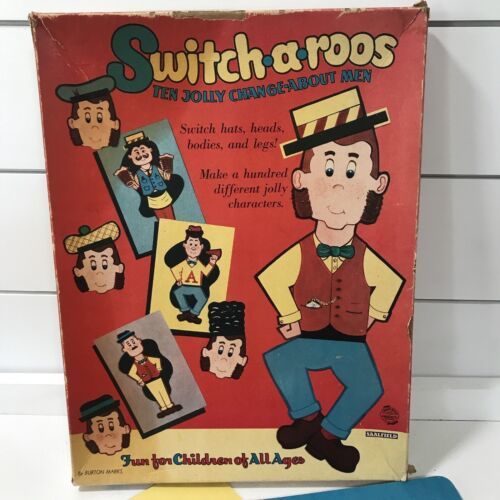 Switch-a-roos
TEN JOLLY CHANGE-ABOUT MEN
Switch hats, heads,
bodies, and legs!
Make a hundred
different jolly
characters.
A
SAALFIELD
Fun for Children of All Ages
By BURTON MARKS